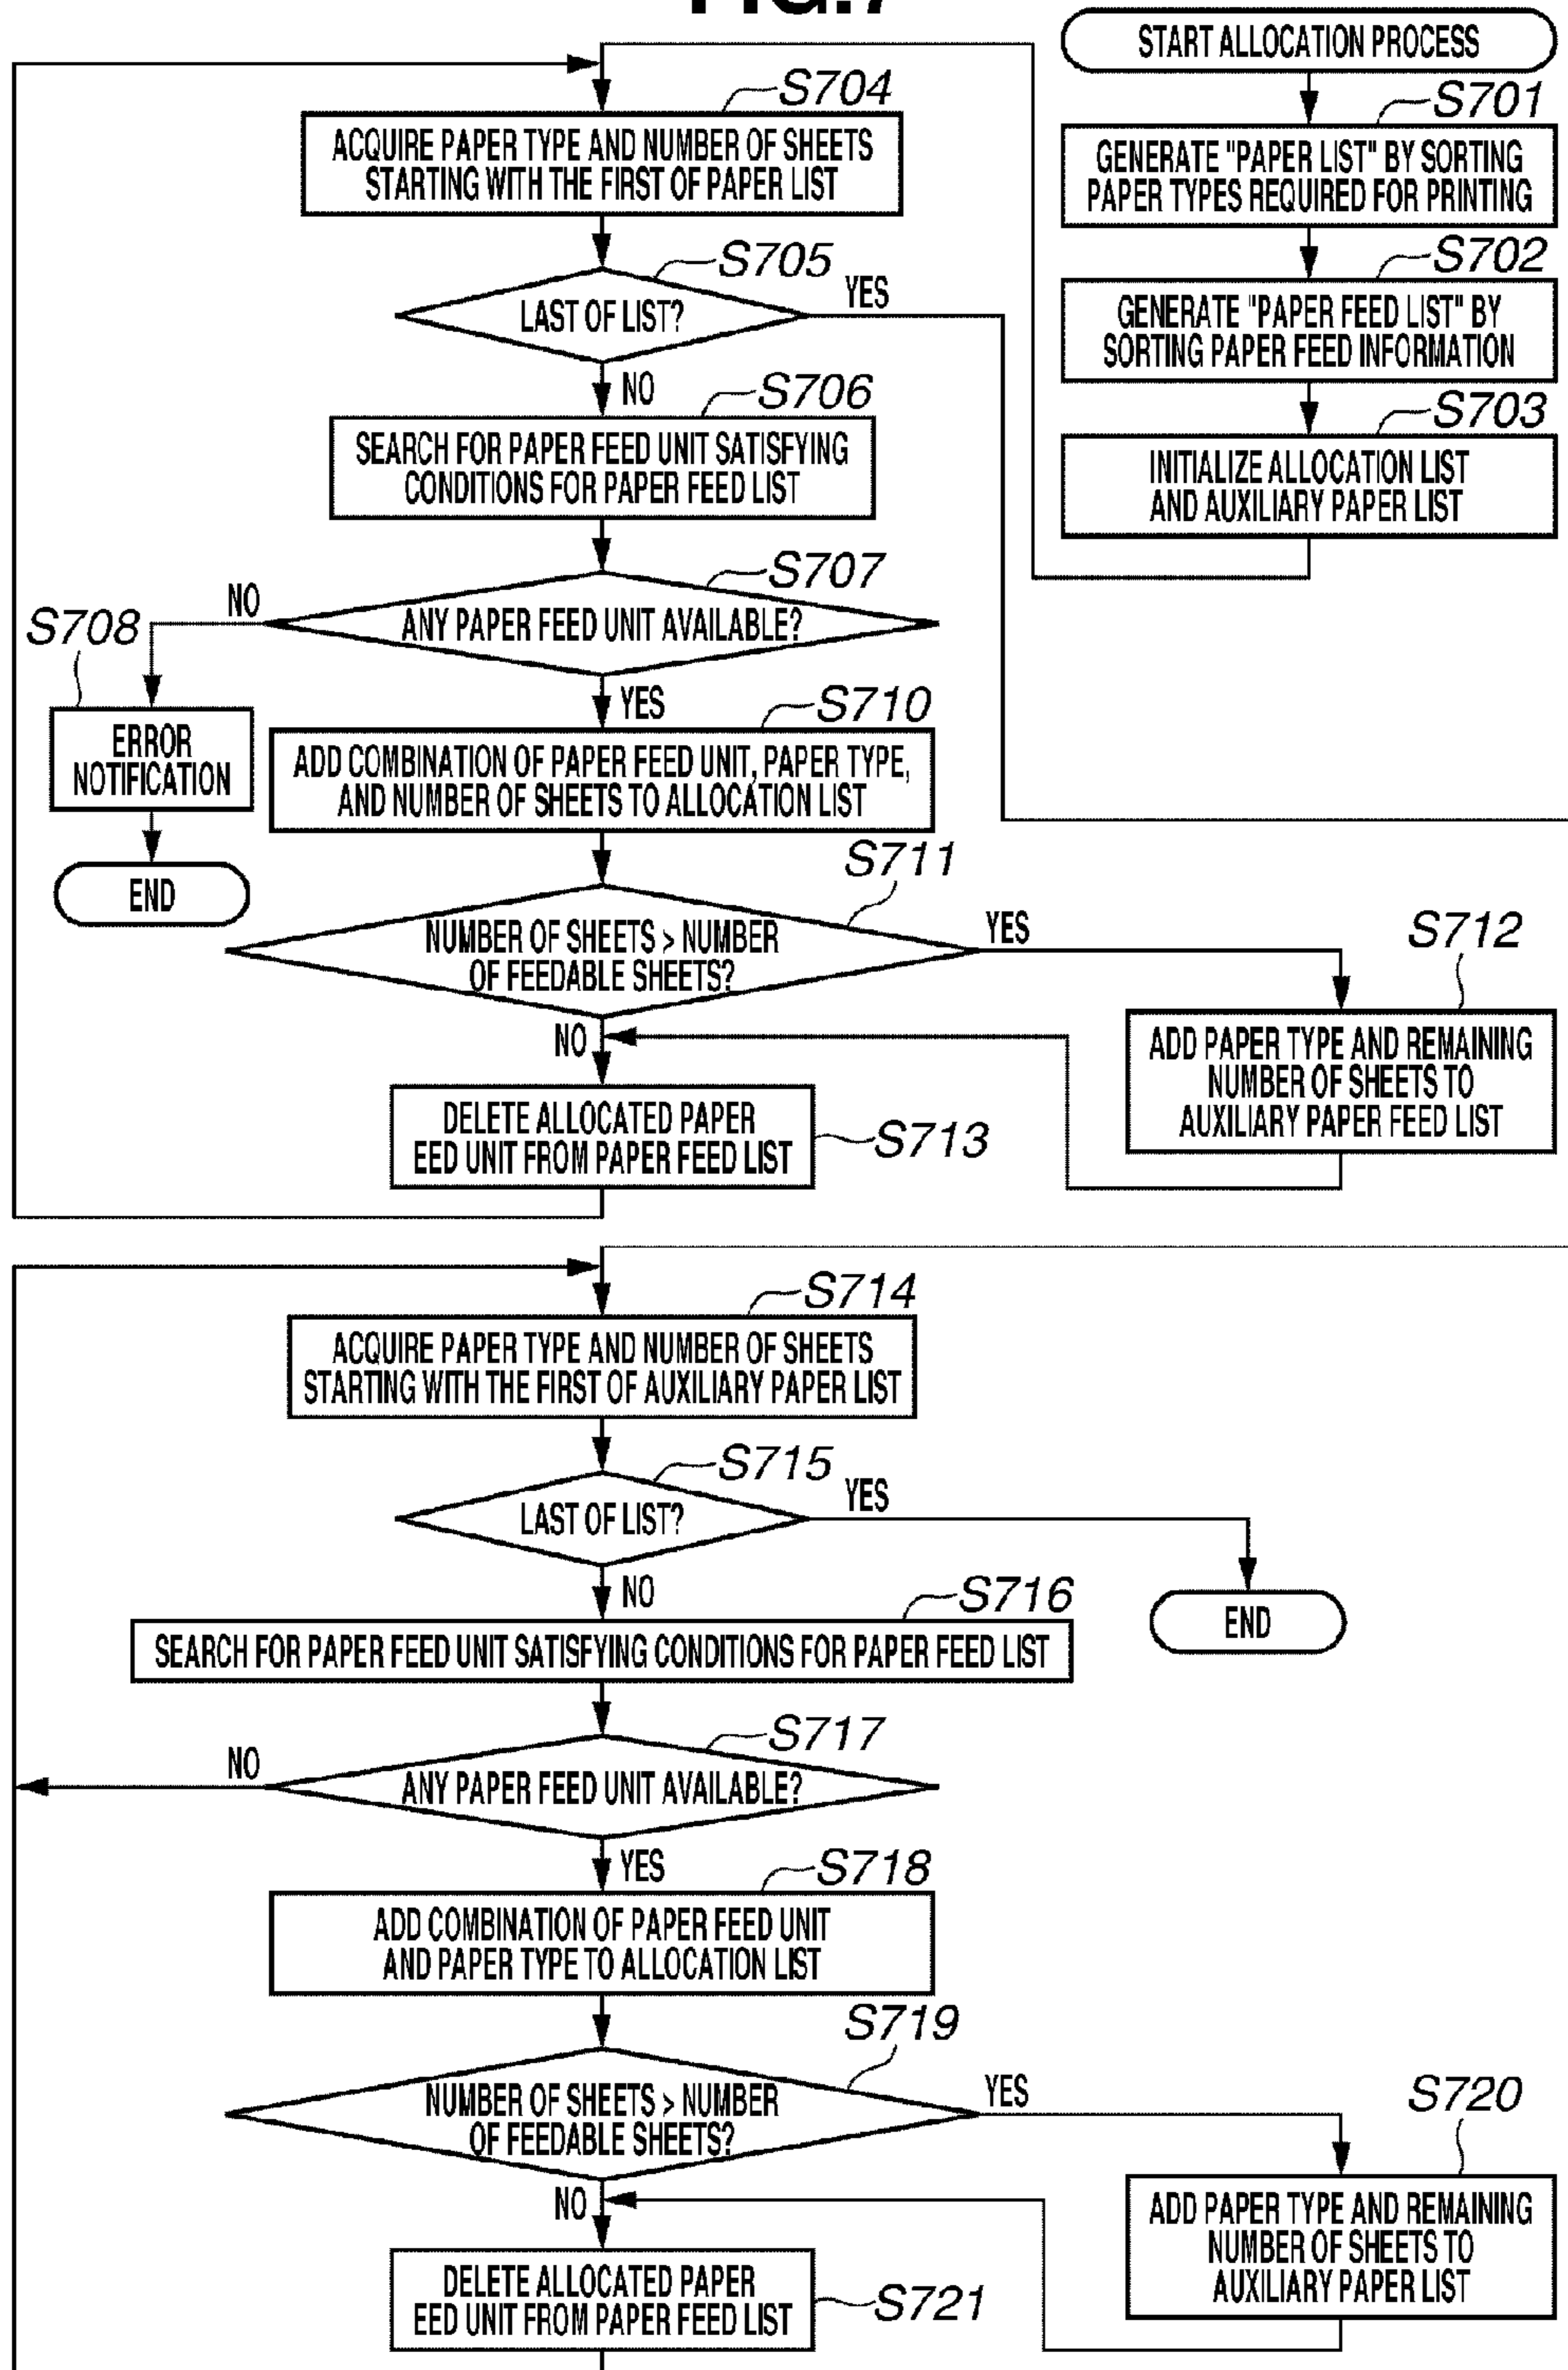 FIG.7
START ALLOCATION PROCESS
S701
GENERATE "PAPER LIST" BY SORTING
PAPER TYPES REQUIRED FOR PRINTING
S702
GENERATE "PAPER FEED LIST" BY
SORTING PAPER FEED INFORMATION
S703
INITIALIZE ALLOCATION LIST
AND AUXILIARY PAPER LIST
S704
ACQUIRE PAPER TYPE AND NUMBER OF SHEETS
STARTING WITH THE FIRST OF PAPER LIST
S705
LAST OF LIST?
YES
NO
S706
SEARCH FOR PAPER FEED UNIT SATISFYING
CONDITIONS FOR PAPER FEED LIST
S707
ANY PAPER FEED UNIT AVAILABLE?
NO
S708
ERROR
NOTIFICATION
END
YES
S710
ADD COMBINATION OF PAPER FEED UNIT, PAPER TYPE,
AND NUMBER OF SHEETS TO ALLOCATION LIST
S711
NUMBER OF SHEETS > NUMBER
OF FEEDABLE SHEETS?
YES
S712
ADD PAPER TYPE AND REMAINING
NUMBER OF SHEETS TO
AUXILIARY PAPER FEED LIST
NO
DELETE ALLOCATED PAPER
EED UNIT FROM PAPER FEED LIST
S713
S714
ACQUIRE PAPER TYPE AND NUMBER OF SHEETS
STARTING WITH THE FIRST OF AUXILIARY PAPER LIST
S715
LAST OF LIST?
YES
END
NO
S716
SEARCH FOR PAPER FEED UNIT SATISFYING CONDITIONS FOR PAPER FEED LIST
S717
ANY PAPER FEED UNIT AVAILABLE?
NO
YES
S718
ADD COMBINATION OF PAPER FEED UNIT
AND PAPER TYPE TO ALLOCATION LIST
S719
NUMBER OF SHEETS > NUMBER
OF FEEDABLE SHEETS?
YES
S720
ADD PAPER TYPE AND REMAINING
NUMBER OF SHEETS TO
AUXILIARY PAPER LIST
NO
DELETE ALLOCATED PAPER
EED UNIT FROM PAPER FEED LIST
S721